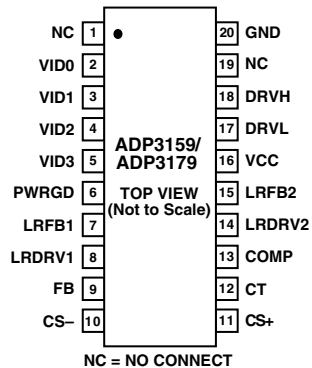 NC 1 20 GND
VID0 2 19 NC
VID1 3 18 DRVH
VID2 4 17 DRVL
ADP3159/
VID3 5 16 VCC
ADP3179
PWRGD 6 TOP VIEW 15 LRFB2
(Not to Scale)
LRFB1 7 14 LRDRV2
LRDRV1 8 13 COMP
FB 9 12 CT
CS– 10 11 CS+
NC = NO CONNECT